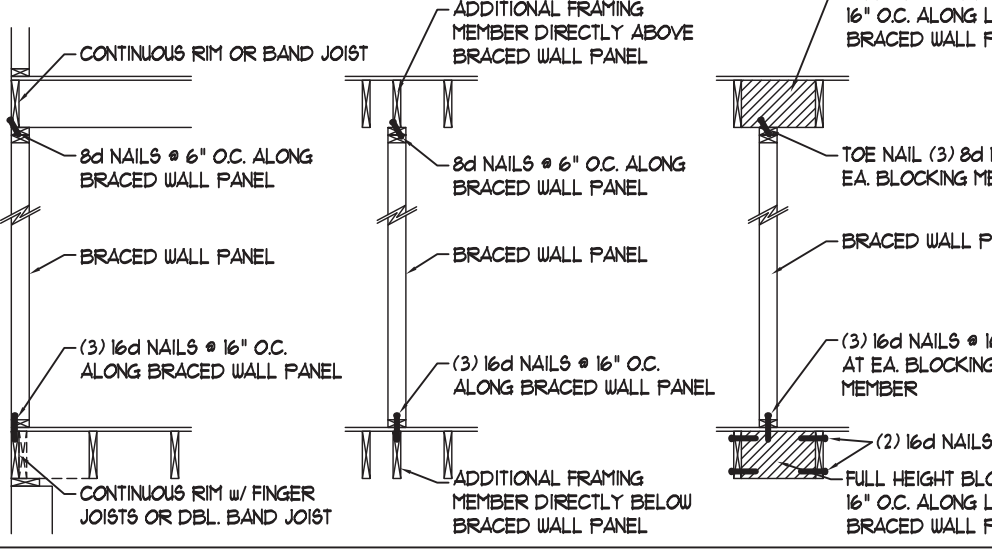 CONTINUOUS RIM OR BAND JOIST
8d NAILS @ 6" O.C. ALONG
BRACED WALL PANEL
BRACED WALL PANEL
(3) 16d NAILS @ 16" O.C.
ALONG BRACED WALL PANEL
CONTINUOUS RIM w/ FINGER
JOISTS OR DBL. BAND JOIST
ADDITIONAL FRAMING
MEMBER DIRECTLY ABOVE
BRACED WALL PANEL
8d NAILS @ 6" O.C. ALONG
BRACED WALL PANEL
BRACED WALL PANEL
(3) 16d NAILS @ 16" O.C.
ALONG BRACED WALL PANEL
ADDITIONAL FRAMING
MEMBER DIRECTLY BELOW
BRACED WALL PANEL
16" O.C. ALONG
BRACED WALL
TOE NAIL (3) 8d
EA. BLOCKING
BRACED WALL
(3) 16d NAILS @
AT EA. BLOCKING
MEMBER
(2) 16d NAILS
FULL HEIGHT
16" O.C. ALONG
BRACED WALL